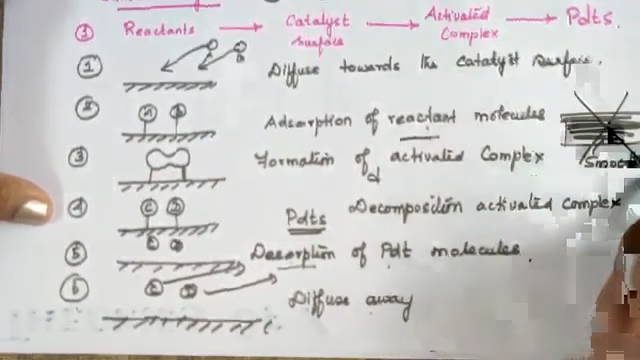 ① Reactants → Catalyst surface → Activated Complex → Pdts.
① A B Diffuse towards the catalyst surface.
② A B Adsorption of reactant molecules
Smooth
③ Formation of activated Complex
④ C D Pdts Decomposition activated complex
⑤ C D Desorption of Pdt molecules.
⑥ C D Diffuse away